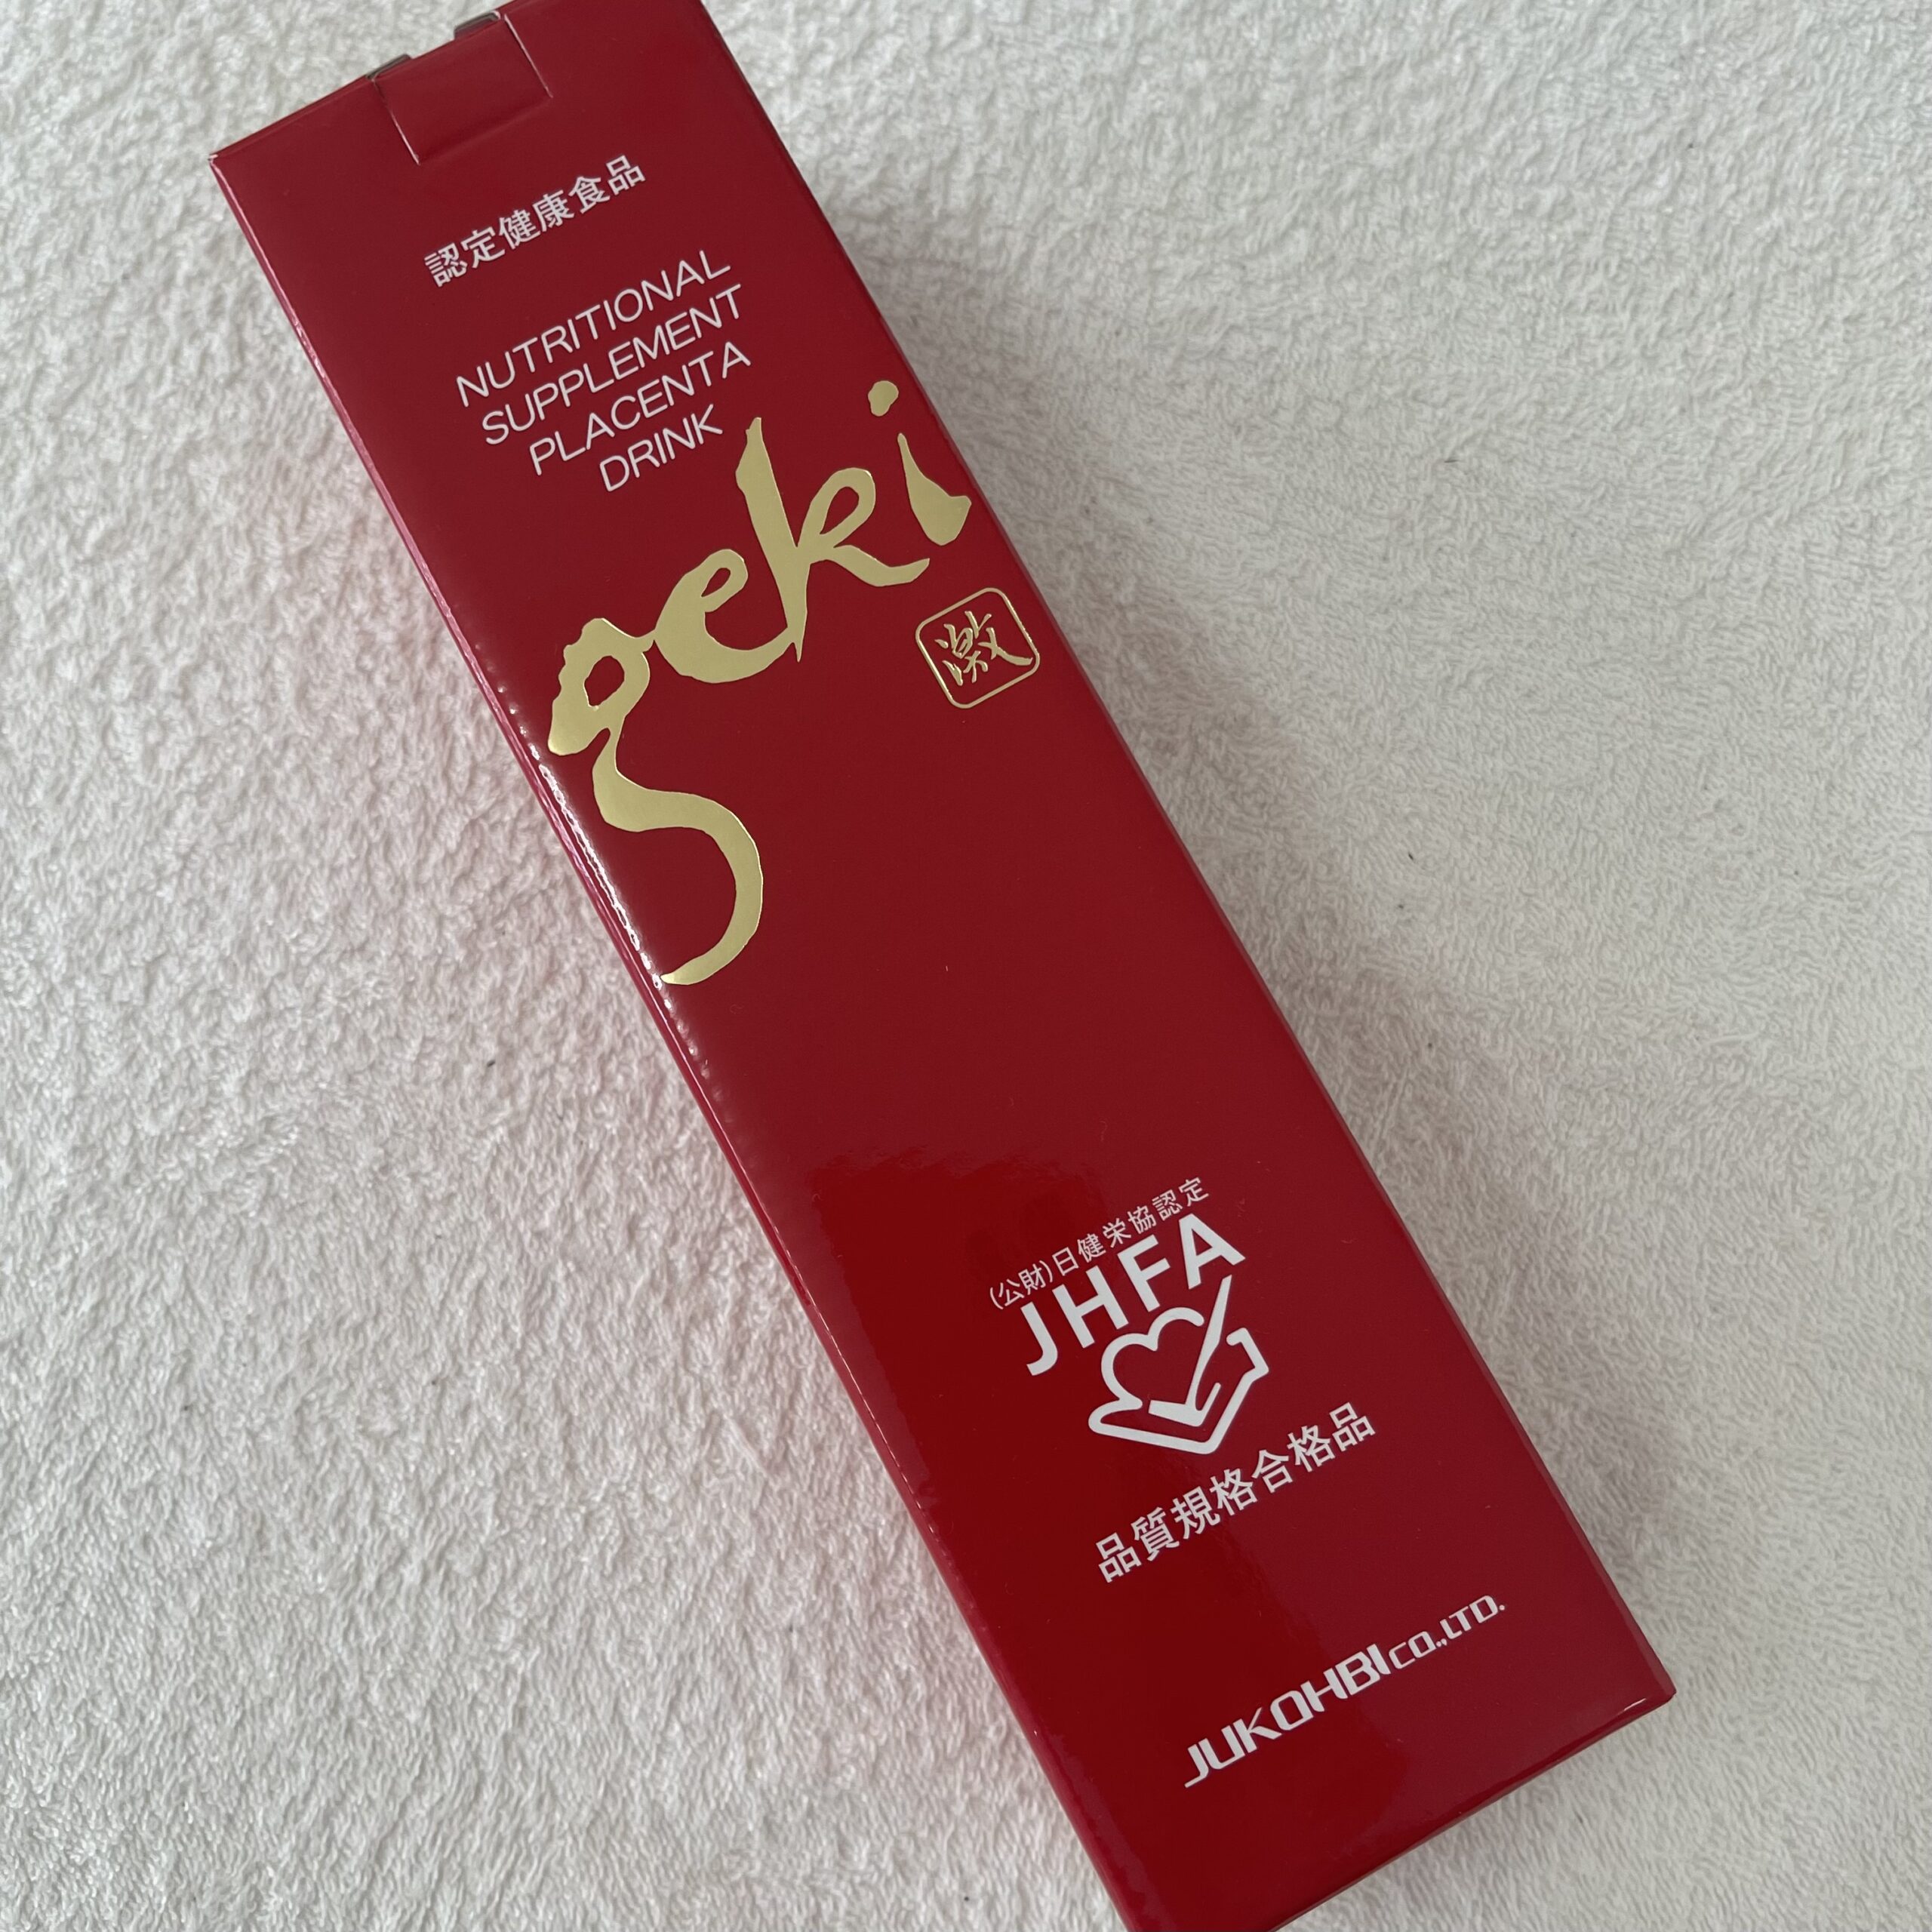 認定健康食品
NUTRITIONAL
SUPPLEMENT
PLACENTA
DRINK
geki
激
(公財)日健栄協認定
JHFA
品質規格合格品
JUKOHBI CO.,LTD.